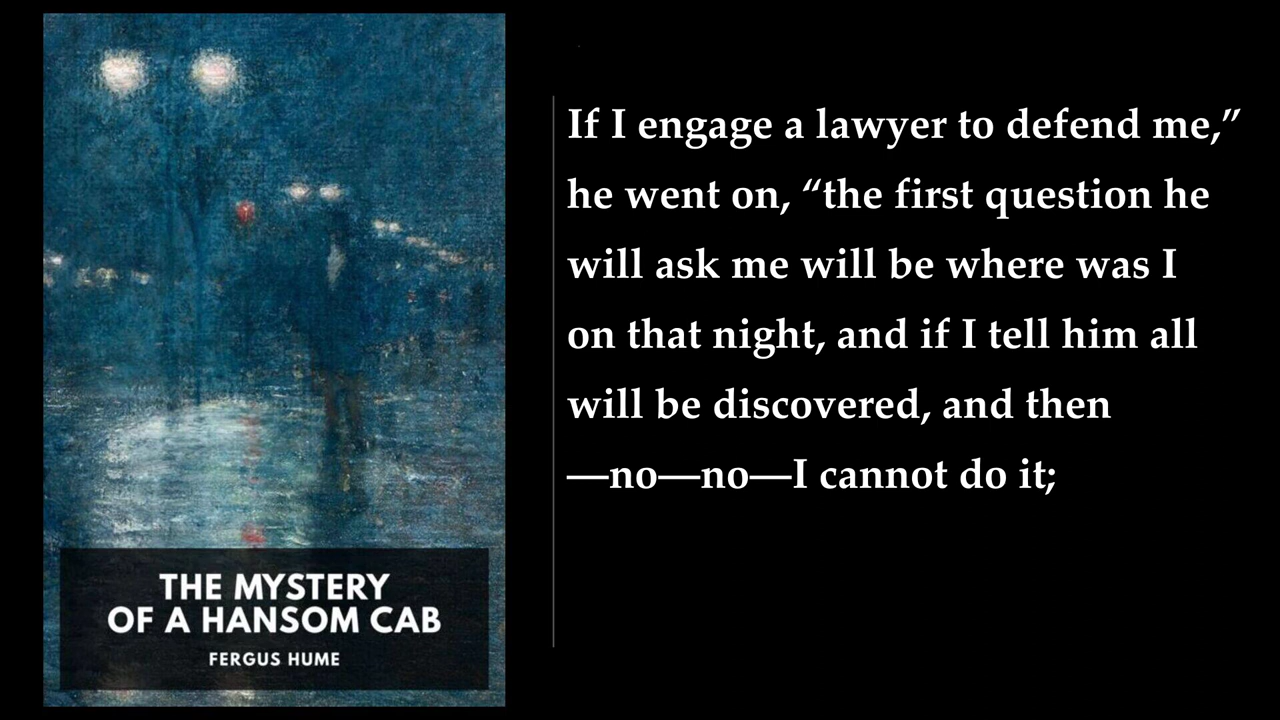 If I engage a lawyer to defend me,”
he went on, “the first question he
will ask me will be where was I
on that night, and if I tell him all
will be discovered, and then
—no—no—I cannot do it;
THE MYSTERY
OF A HANSOM CAB
FERGUS HUME